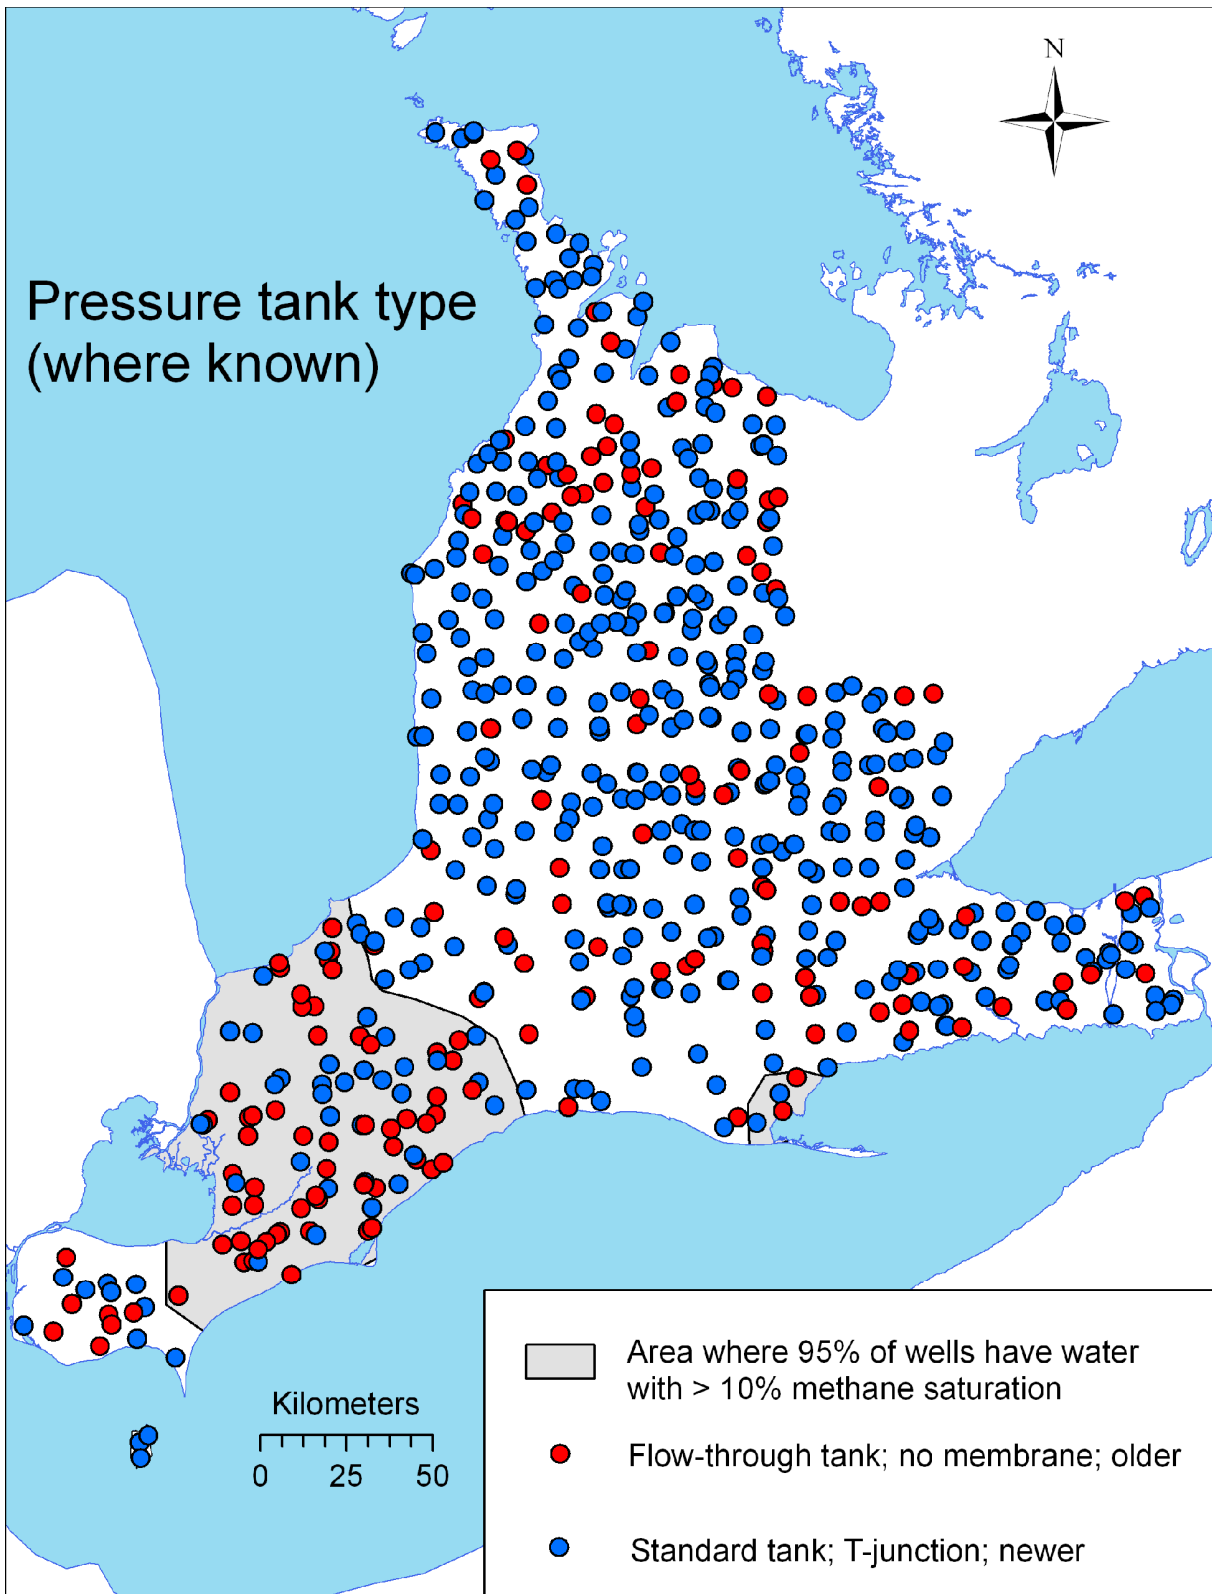 N
Pressure tank type
(where known)
Area where 95% of wells have water
with > 10% methane saturation
Kilometers
Flow-through tank; no membrane; older
0 25 50
Standard tank; T-junction; newer